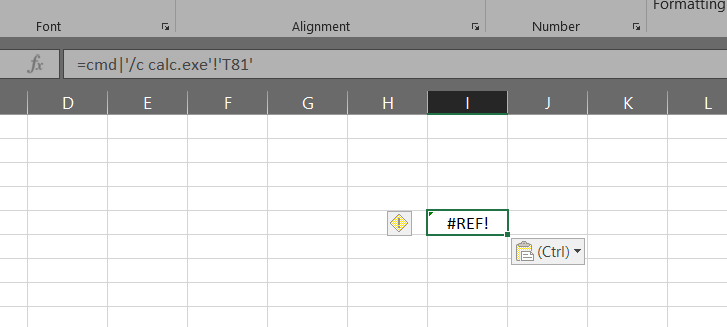 Formatting
Font Alignment Number
fx =cmd|'/c calc.exe'!'T81'
D E F G H I J K L
#REF!
(Ctrl)